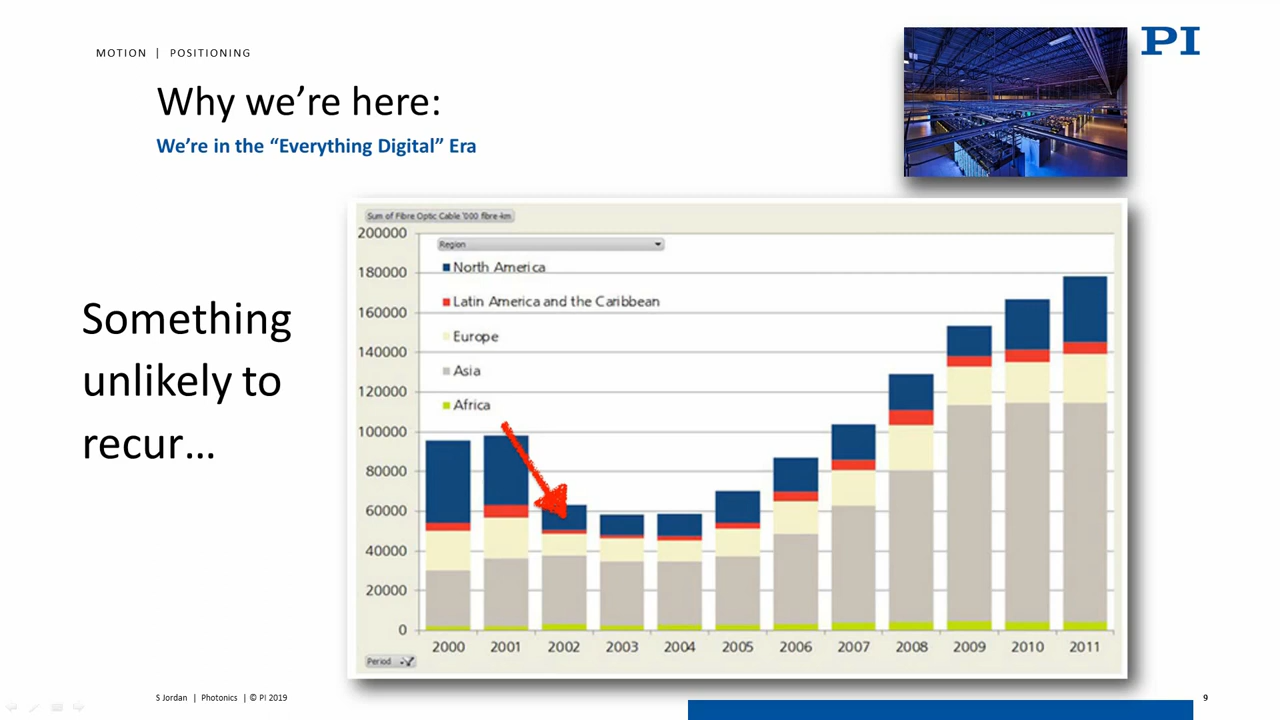 MOTION | POSITIONING
PI
Why we're here:
We're in the “Everything Digital” Era
Something
unlikely to
recur…
Sum of Fibre Optic Cable '000 fibre-km
200000
180000
160000
140000
120000
100000
80000
60000
40000
20000
0
Region
North America
Latin America and the Caribbean
Europe
Asia
Africa
2000 2001 2002 2003 2004 2005 2006 2007 2008 2009 2010 2011
Period
S Jordan | Photonics | © PI 2019
9